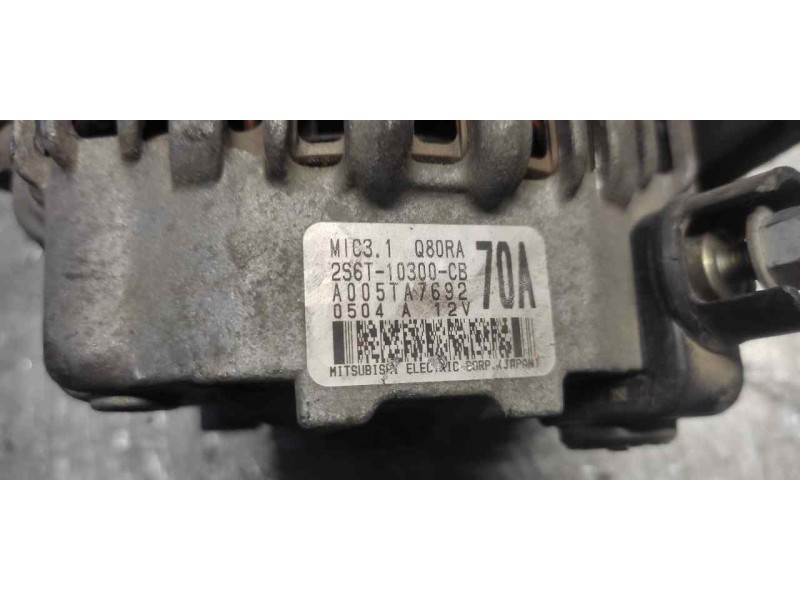 MIC3.1 Q80RA
70A
2S6T-10300-CB
A005TA7692
0504 A 12V
MITSUBISHI ELECTRIC CORP.(JAPAN)